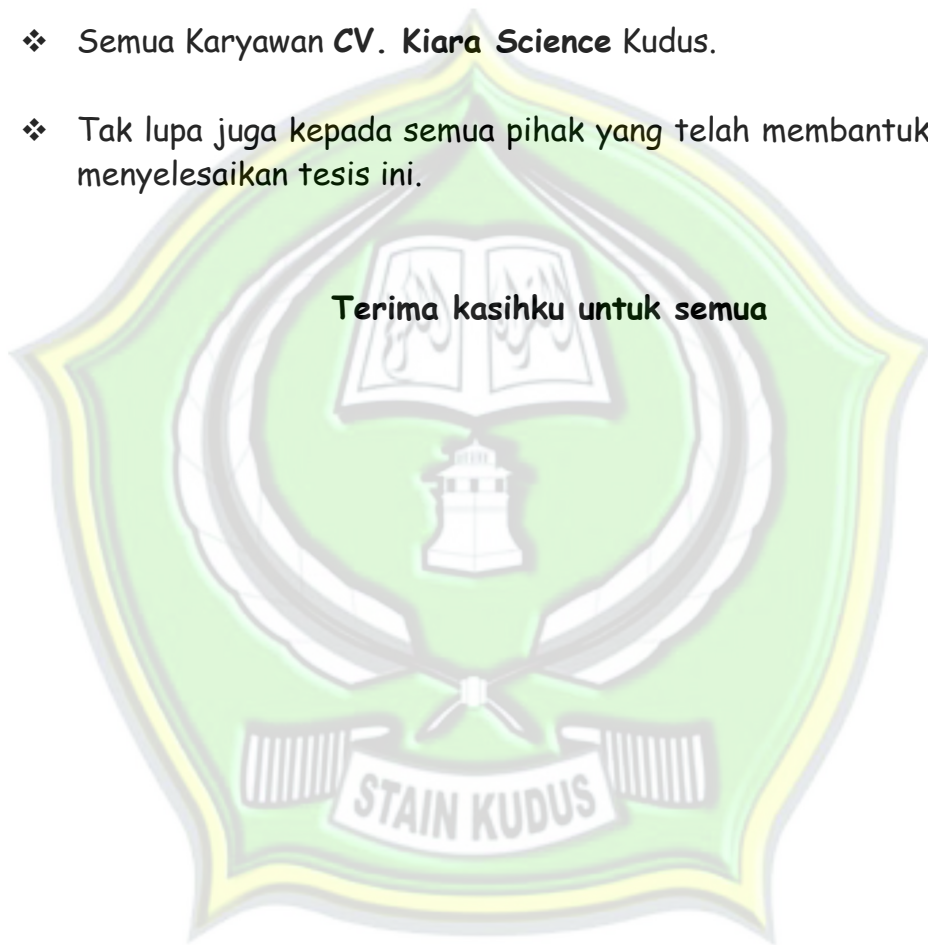 ❖ Semua Karyawan CV. Kiara Science Kudus.
❖ Tak lupa juga kepada semua pihak yang telah membantuk
menyelesaikan tesis ini.
Terima kasihku untuk semua
STAIN KUDUS